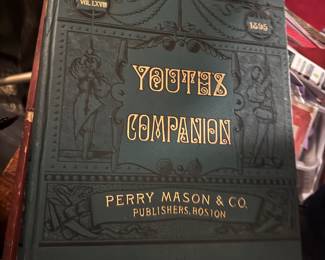 VOL. LXVIII
1895
YOUTHS
COMPANION
PERRY MASON & CO.
PUBLISHERS, BOSTON